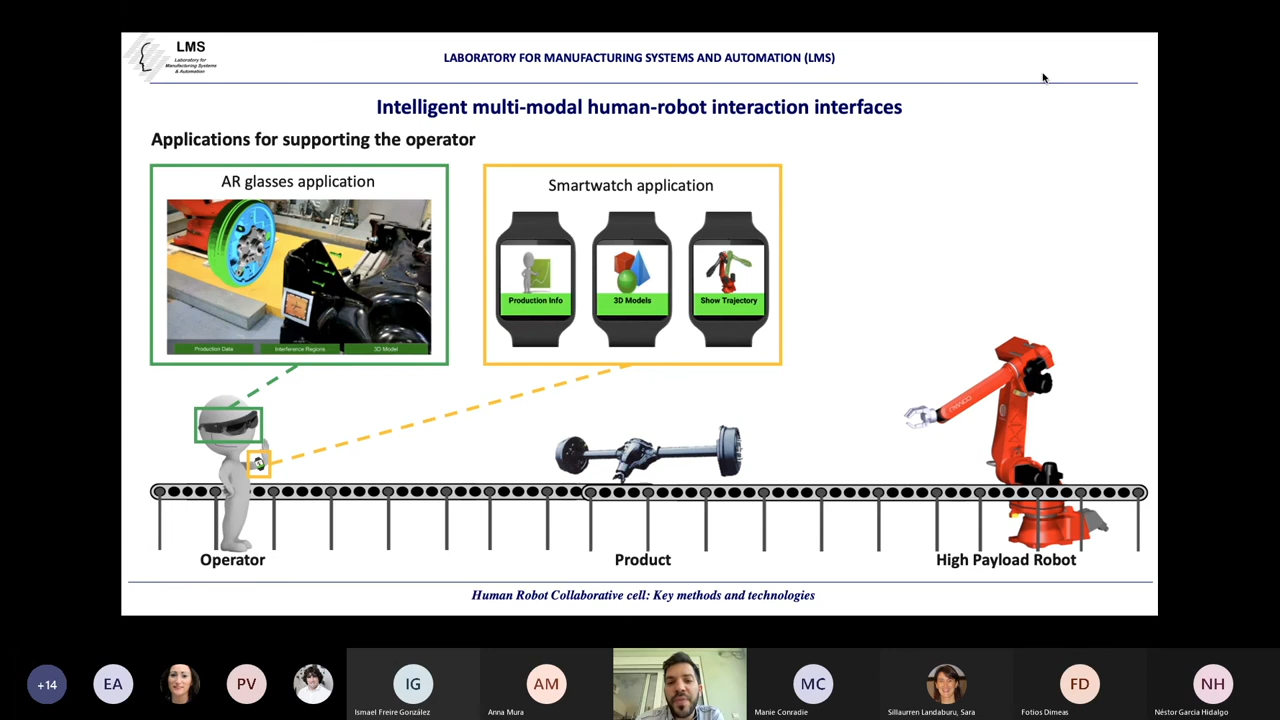 LMS
Laboratory for
Manufacturing Systems
& Automation
LABORATORY FOR MANUFACTURING SYSTEMS AND AUTOMATION (LMS)
Intelligent multi-modal human-robot interaction interfaces
Applications for supporting the operator
AR glasses application
Production Data
Interference Regions
3D Model
Smartwatch application
Production Info
3D Models
Show Trajectory
COMAU
Operator
Product
High Payload Robot
Human Robot Collaborative cell: Key methods and technologies
+14
EA
PV
IG
Ismael Freire González
AM
Anna Mura
MC
Manie Conradie
Sillaurren Landaburu, Sara
FD
Fotios Dimeas
NH
Néstor Garcia Hidalgo